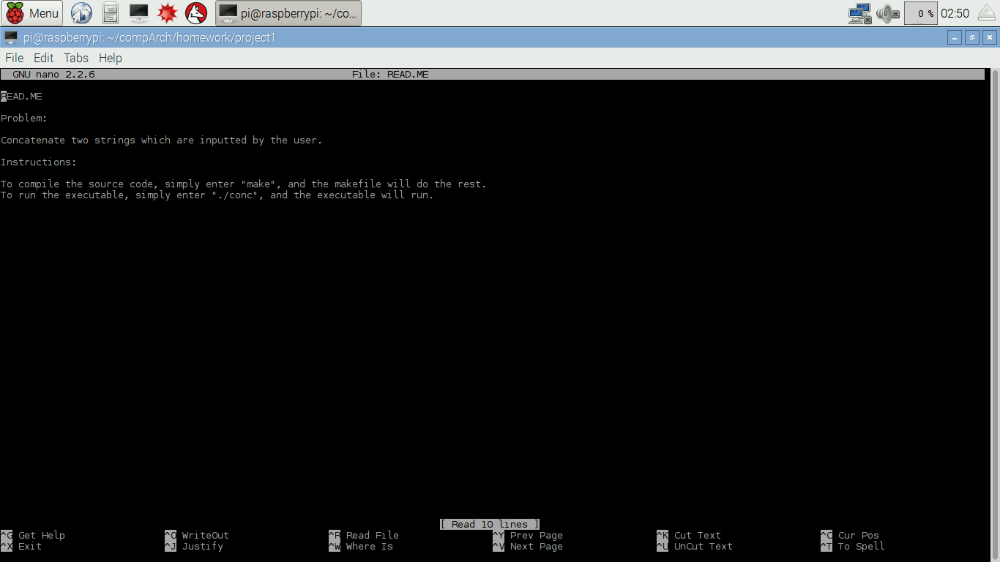 Menu pi@raspberrypi: ~/co... 0 % 02:50
pi@raspberrypi: ~/compArch/homework/project1
File Edit Tabs Help
GNU nano 2.2.6 File: READ.ME
READ.ME
Problem:
Concatenate two strings which are inputted by the user.
Instructions:
To compile the source code, simply enter "make", and the makefile will do the rest.
To run the executable, simply enter "./conc", and the executable will run.
[ Read 10 lines ]
^G Get Help ^O WriteOut ^R Read File ^Y Prev Page ^K Cut Text ^C Cur Pos
^X Exit ^J Justify ^W Where Is ^V Next Page ^U UnCut Text ^T To Spell